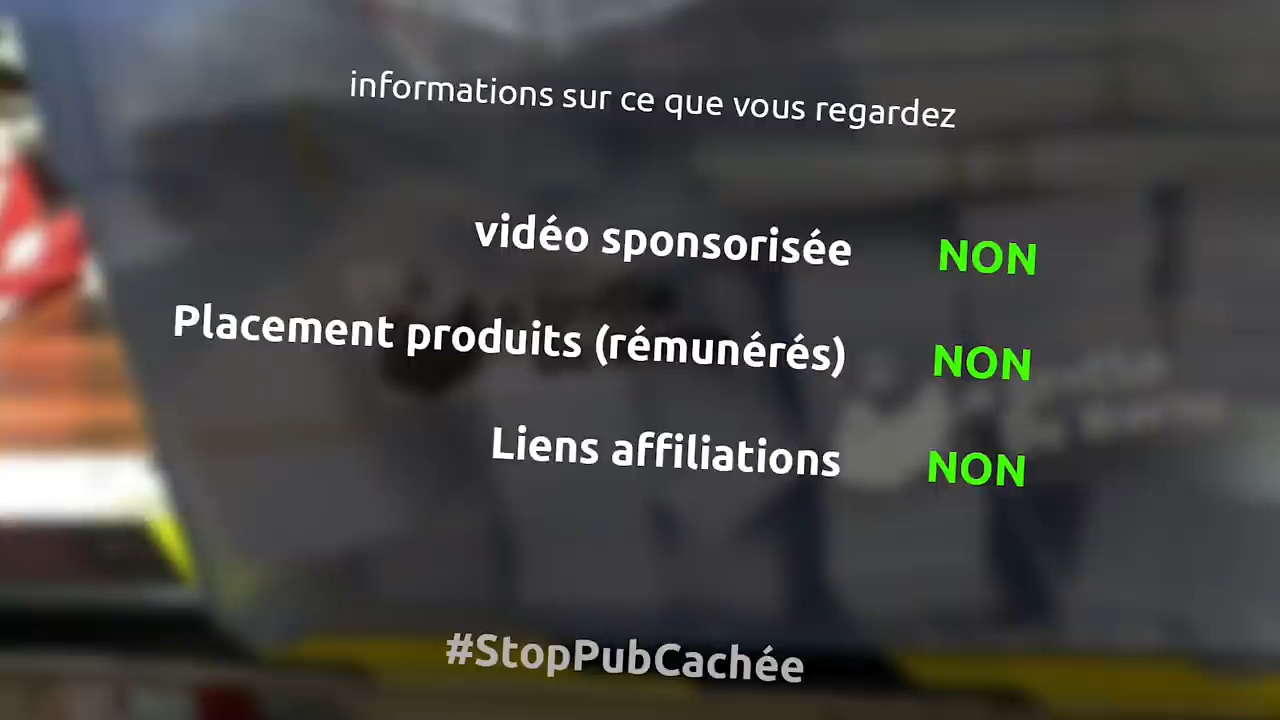 informations sur ce que vous regardez
vidéo sponsorisée NON
Placement produits (rémunérés) NON
Liens affiliations NON
#StopPubCachée